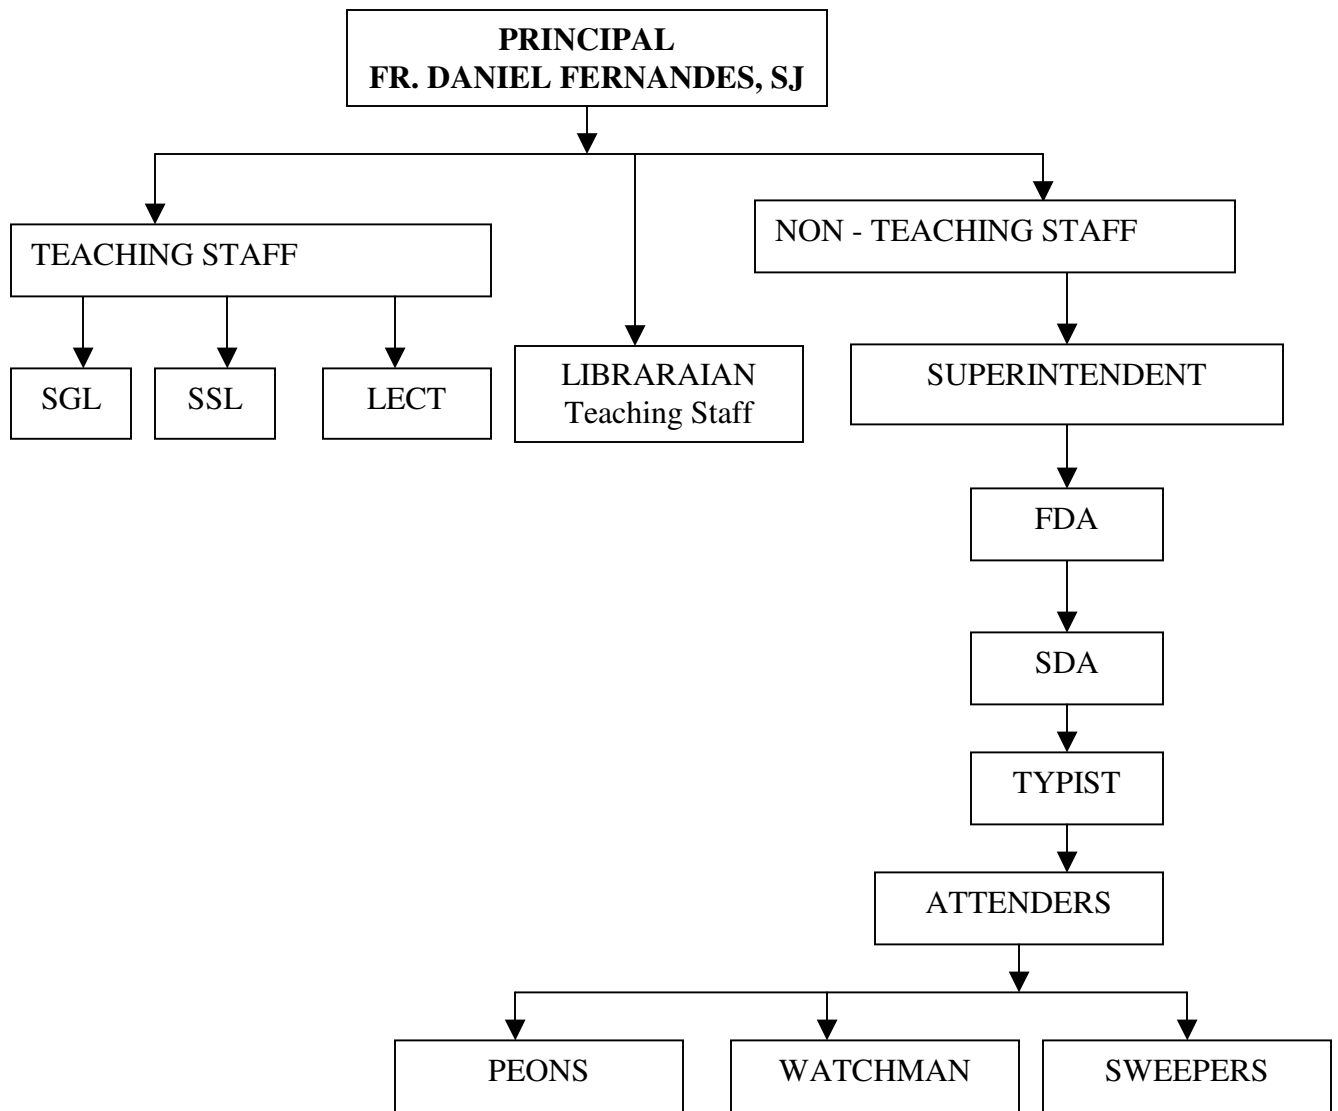 PRINCIPAL
FR. DANIEL FERNANDES, SJ
TEACHING STAFF
NON - TEACHING STAFF
SGL
SSL
LECT
LIBRARAIAN
Teaching Staff
SUPERINTENDENT
FDA
SDA
TYPIST
ATTENDERS
PEONS
WATCHMAN
SWEEPERS